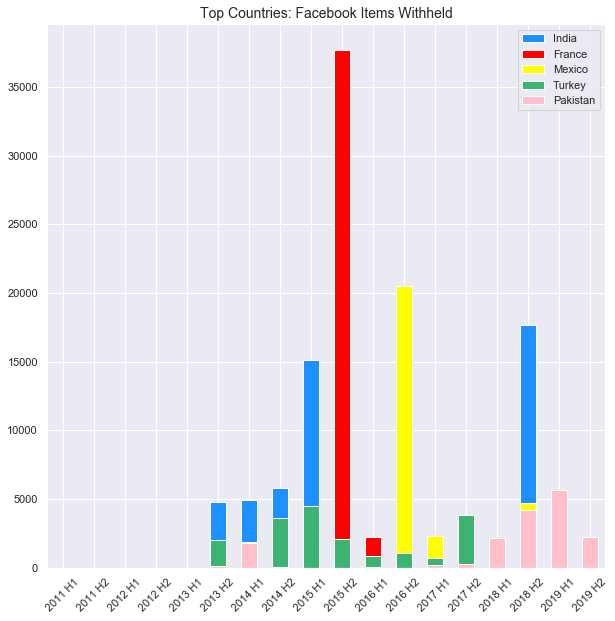 Top Countries: Facebook Items Withheld
India
France
Mexico
Turkey
Pakistan
35000
30000
25000
20000
15000
10000
5000
0
2011 H1
2011 H2
2012 H1
2012 H2
2013 H1
2013 H2
2014 H1
2014 H2
2015 H1
2015 H2
2016 H1
2016 H2
2017 H1
2017 H2
2018 H1
2018 H2
2019 H1
2019 H2